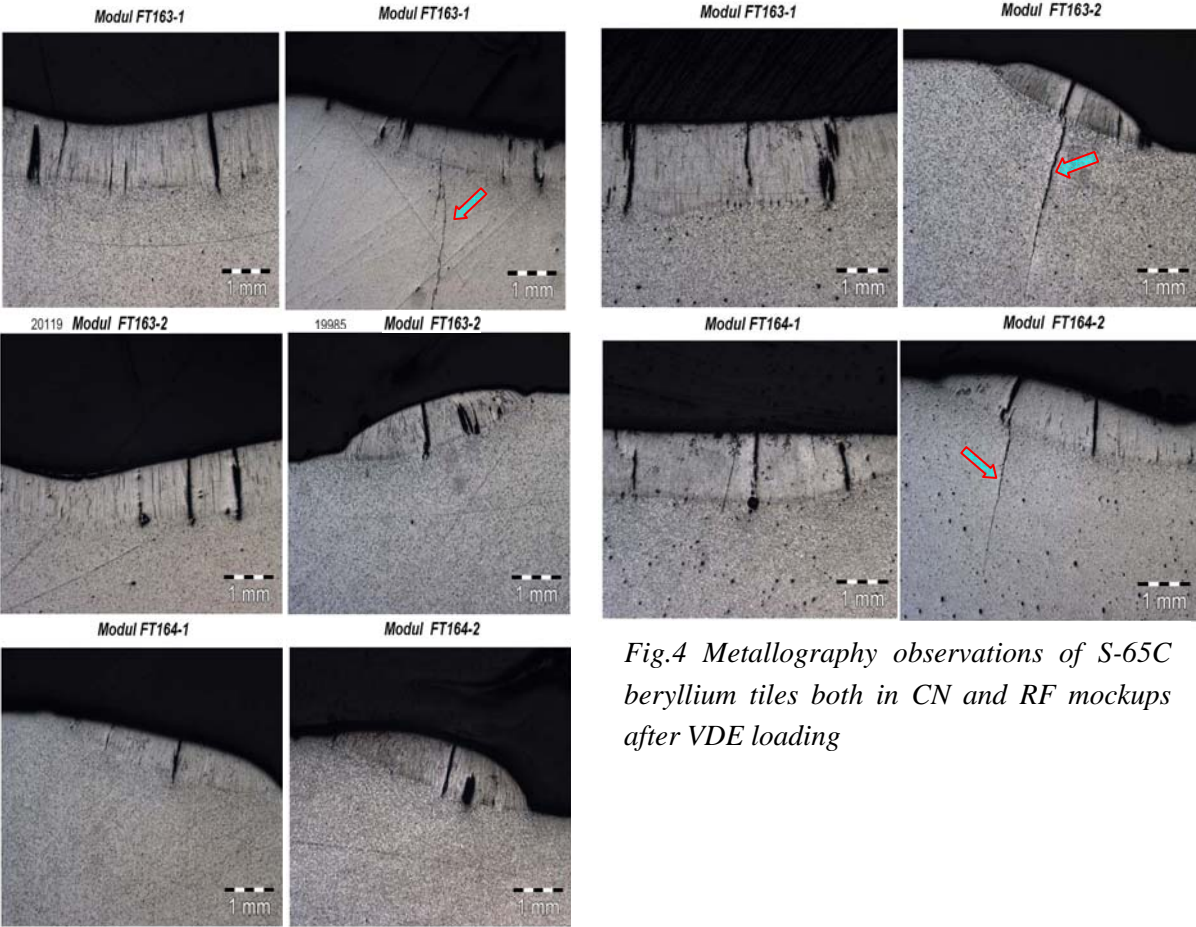 Modul FT163-1
Modul FT163-1
1 mm
1 mm
20119 Modul FT163-2
19985 Modul FT163-2
1 mm
1 mm
Modul FT164-1
Modul FT164-2
1 mm
1 mm
Modul FT163-1
Modul FT163-2
1 mm
1 mm
Modul FT164-1
Modul FT164-2
1 mm
1 mm
Fig.4 Metallography observations of S-65C
beryllium tiles both in CN and RF mockups
after VDE loading